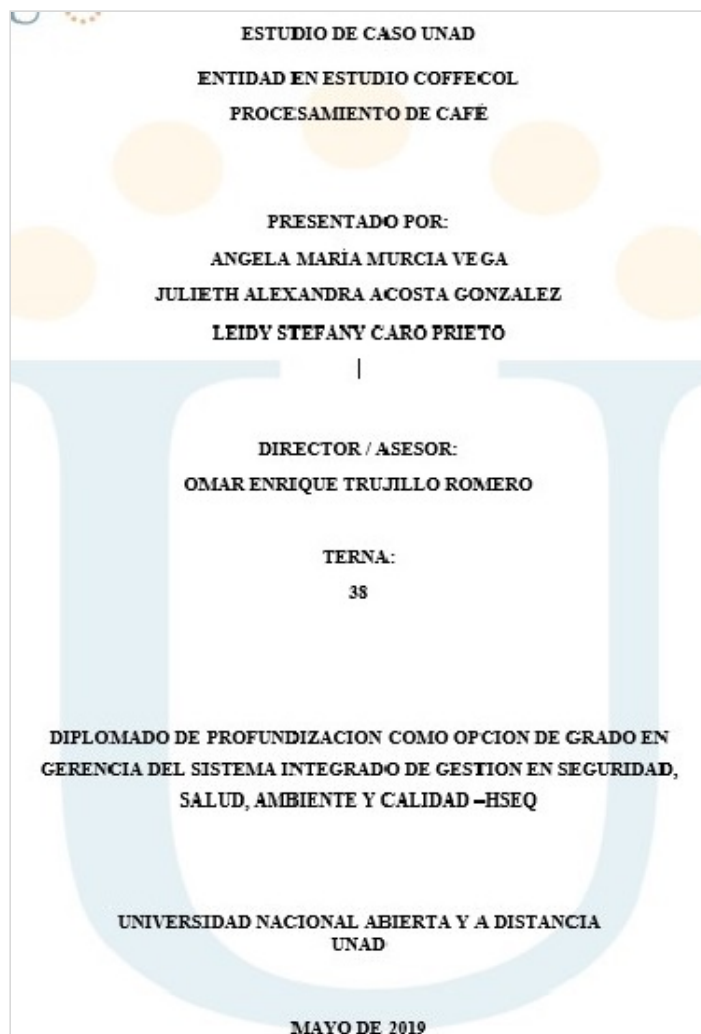 ESTUDIO DE CASO UNAD
ENTIDAD EN ESTUDIO COFFECOL
PROCESAMIENTO DE CAFÉ
PRESENTADO POR:
ANGELA MARÍA MURCIA VEGA
JULIETH ALEXANDRA ACOSTA GONZALEZ
LEIDY STEFANY CARO PRIETO
DIRECTOR / ASESOR:
OMAR ENRIQUE TRUJILLO ROMERO
TERNA:
38
DIPLOMADO DE PROFUNDIZACION COMO OPCION DE GRADO EN
GERENCIA DEL SISTEMA INTEGRADO DE GESTION EN SEGURIDAD,
SALUD, AMBIENTE Y CALIDAD –HSEQ
UNIVERSIDAD NACIONAL ABIERTA Y A DISTANCIA
UNAD
MAYO DE 2019